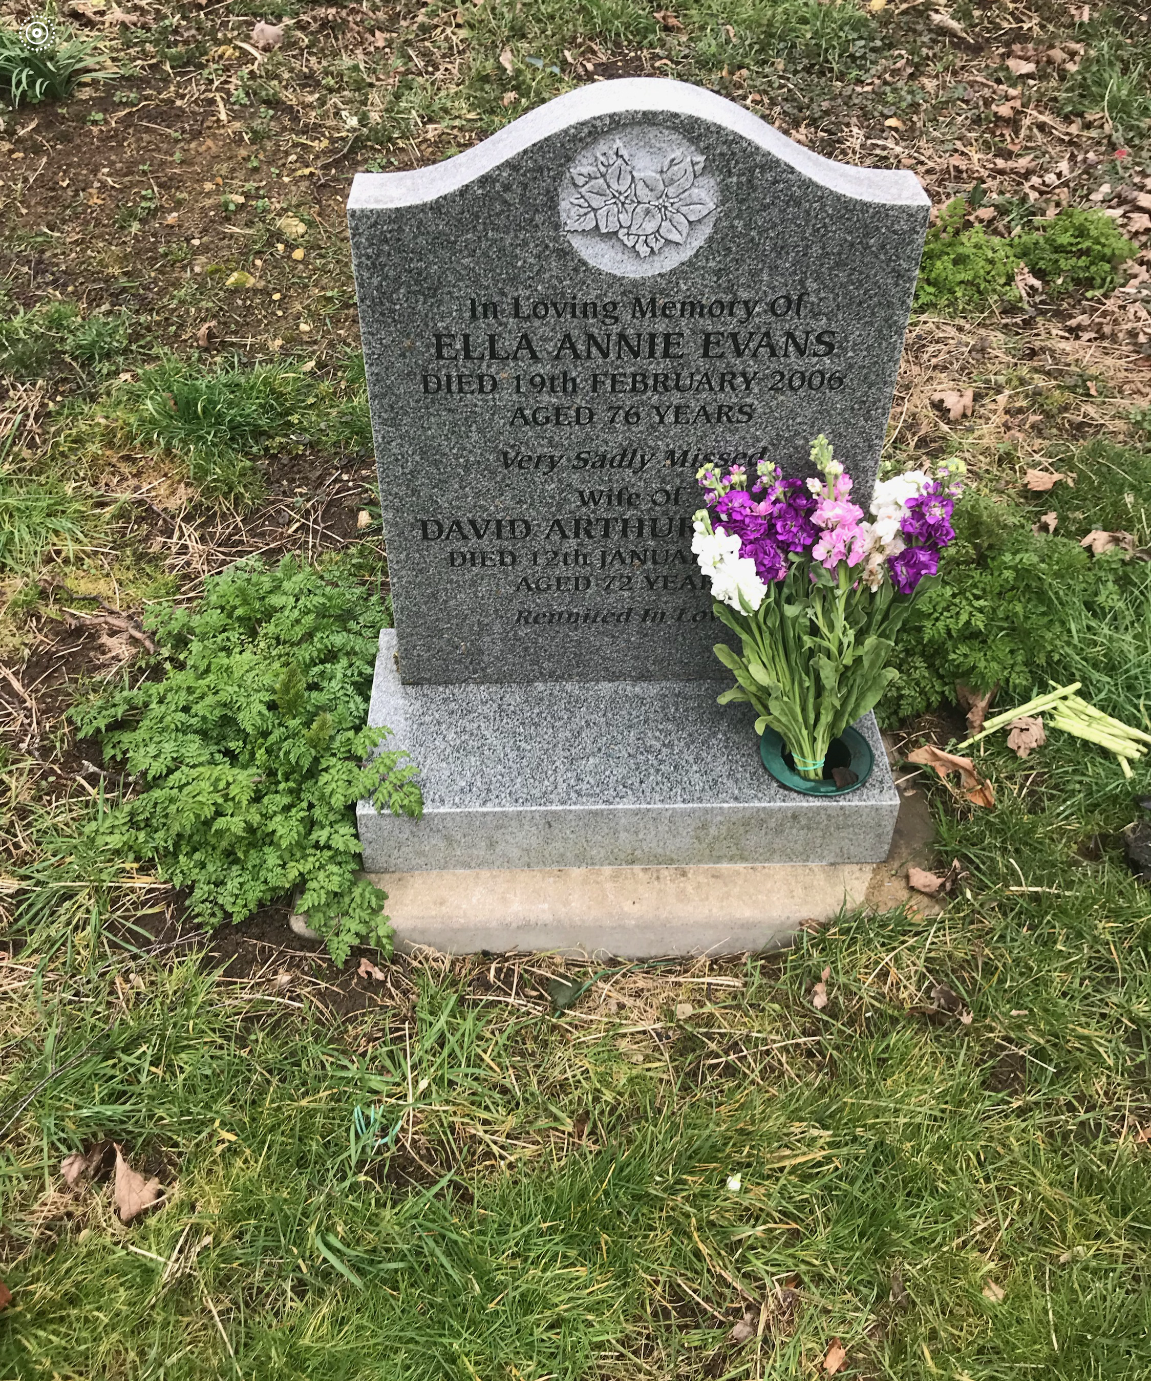 In Loving Memory Of
ELLA ANNIE EVANS
DIED 19th FEBRUARY 2006
AGED 76 YEARS
Very Sadly Missed
Wife Of
DAVID ARTHUR
DIED 12th
AGED 72
Reunited In